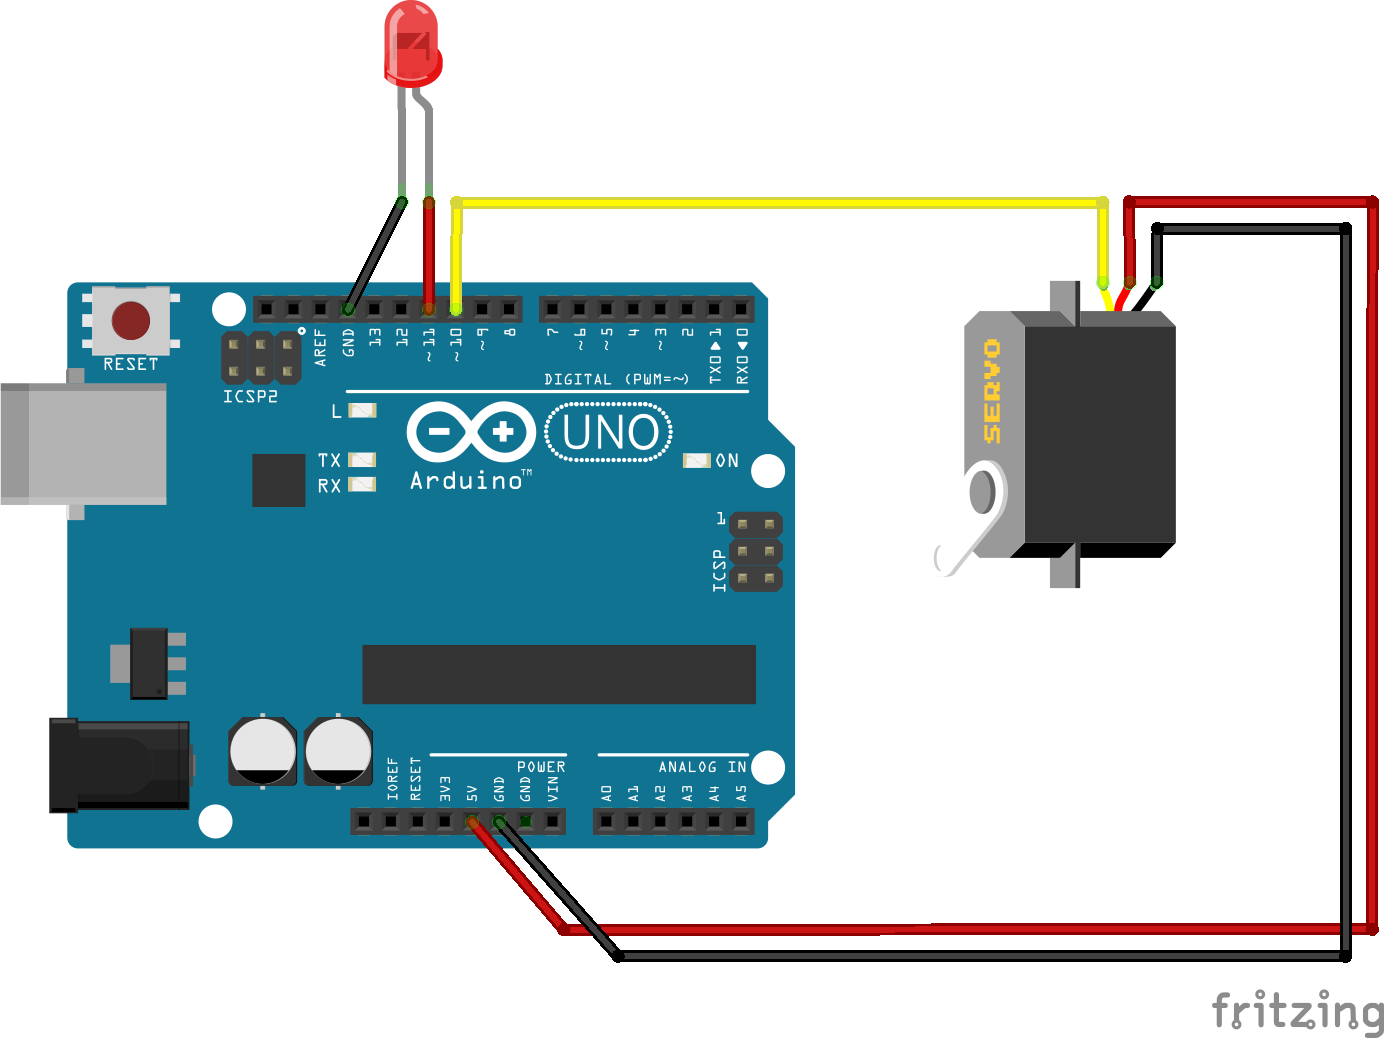 RESET
ICSP2
AREF
GND
13
12
~11
~10
~9
8
7
~6
~5
4
~3
2
TX0▶1
RX0◀0
DIGITAL (PWM=~)
L
TX
RX
Arduino™
UNO
ON
1
ICSP
SERVO
POWER
ANALOG IN
IOREF
RESET
3V3
5V
GND
GND
VIN
A0
A1
A2
A3
A4
A5
fritzing